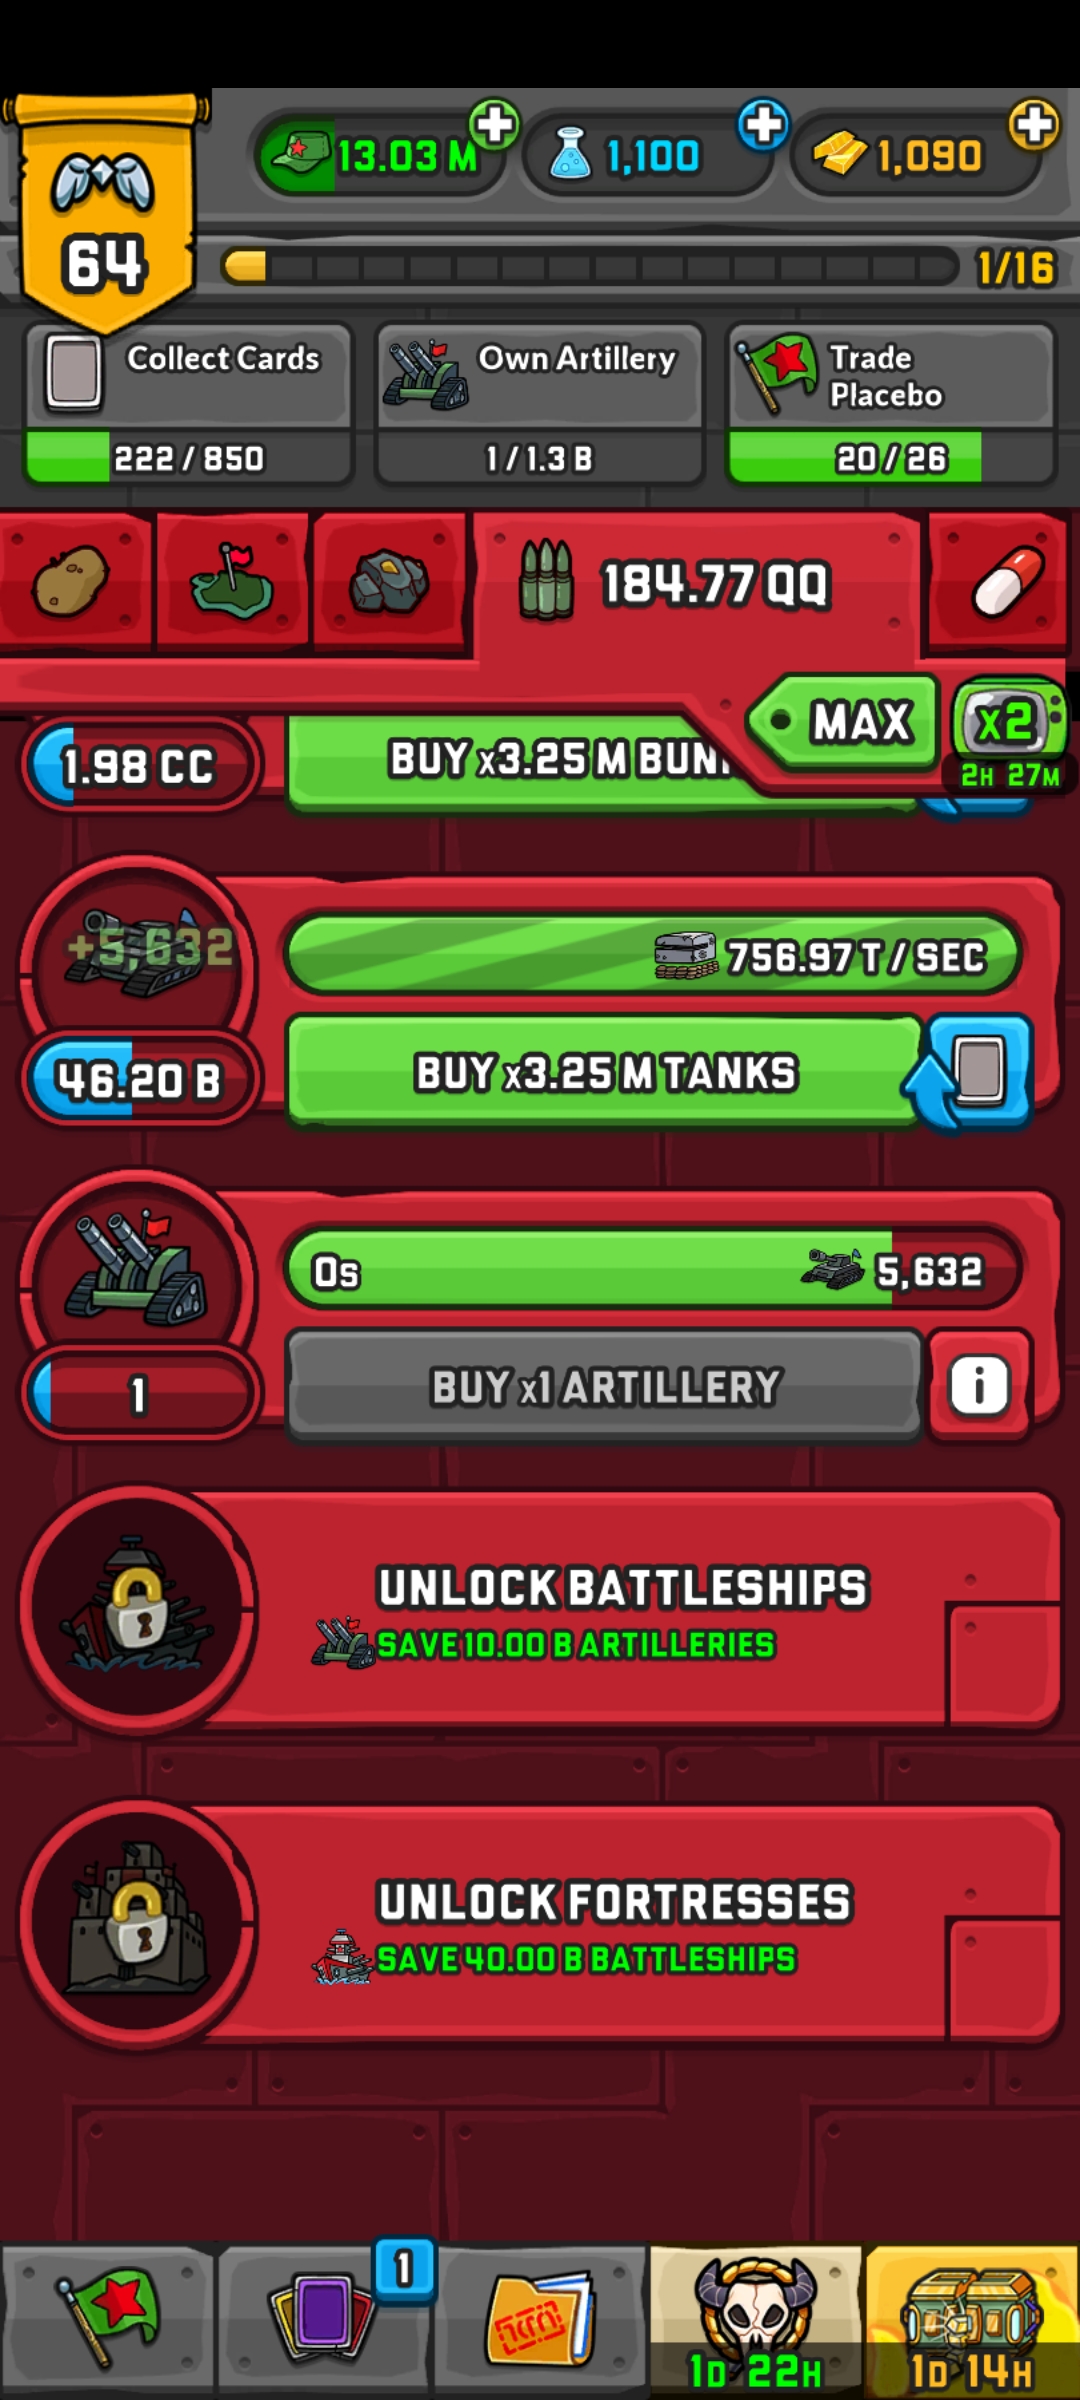 13.03 M
1,100
1,090
64
1/16
Collect Cards
222 / 850
Own Artillery
1 / 1.3 B
Trade
Placebo
20 / 26
184.77 QQ
MAX
x2
2H 27M
1.98 CC
BUY x3.25 M
+5,632
756.97 T / SEC
46.20 B
BUY x3.25 M TANKS
0s
5,632
1
BUY x1 ARTILLERY
i
UNLOCK BATTLESHIPS
SAVE 10.00 B ARTILLERIES
UNLOCK FORTRESSES
SAVE 40.00 B BATTLESHIPS
1
1D 22H
1D 14H